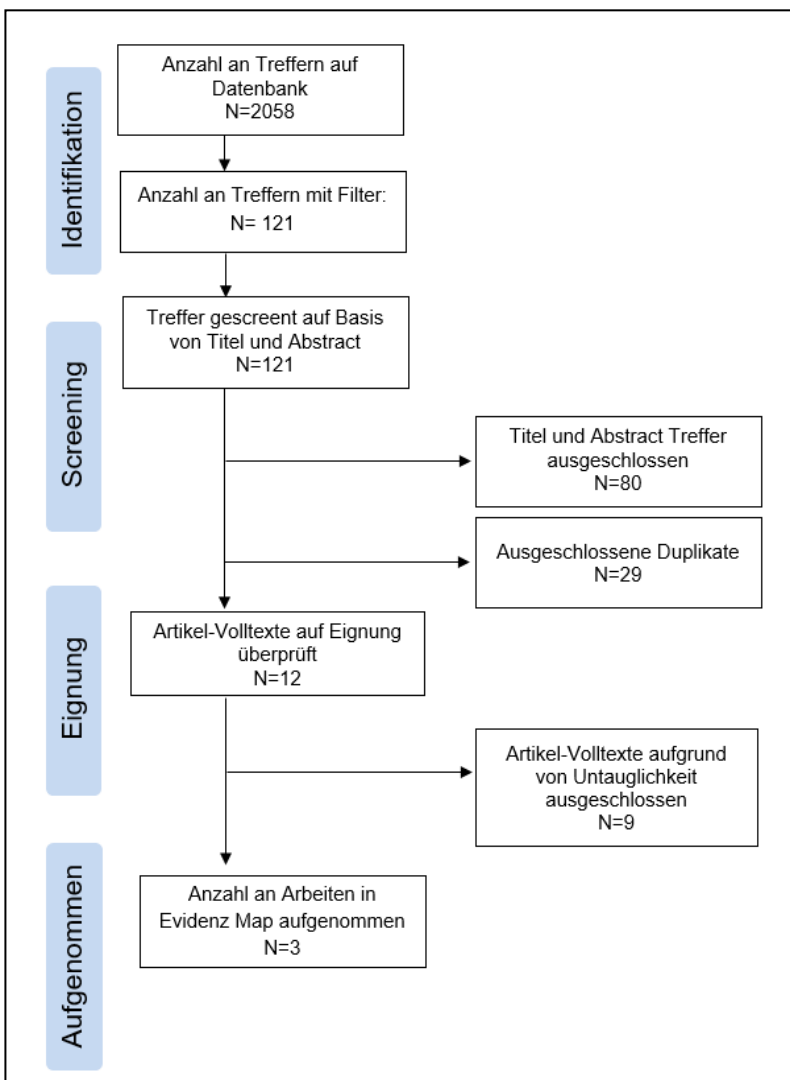 Identifikation
Anzahl an Treffern auf
Datenbank
N=2058
Anzahl an Treffern mit Filter:
N= 121
Screening
Treffer gescreent auf Basis
von Titel und Abstract
N=121
Titel und Abstract Treffer
ausgeschlossen
N=80
Ausgeschlossene Duplikate
N=29
Eignung
Artikel-Volltexte auf Eignung
überprüft
N=12
Artikel-Volltexte aufgrund
von Untauglichkeit
ausgeschlossen
N=9
Aufgenommen
Anzahl an Arbeiten in
Evidenz Map aufgenommen
N=3